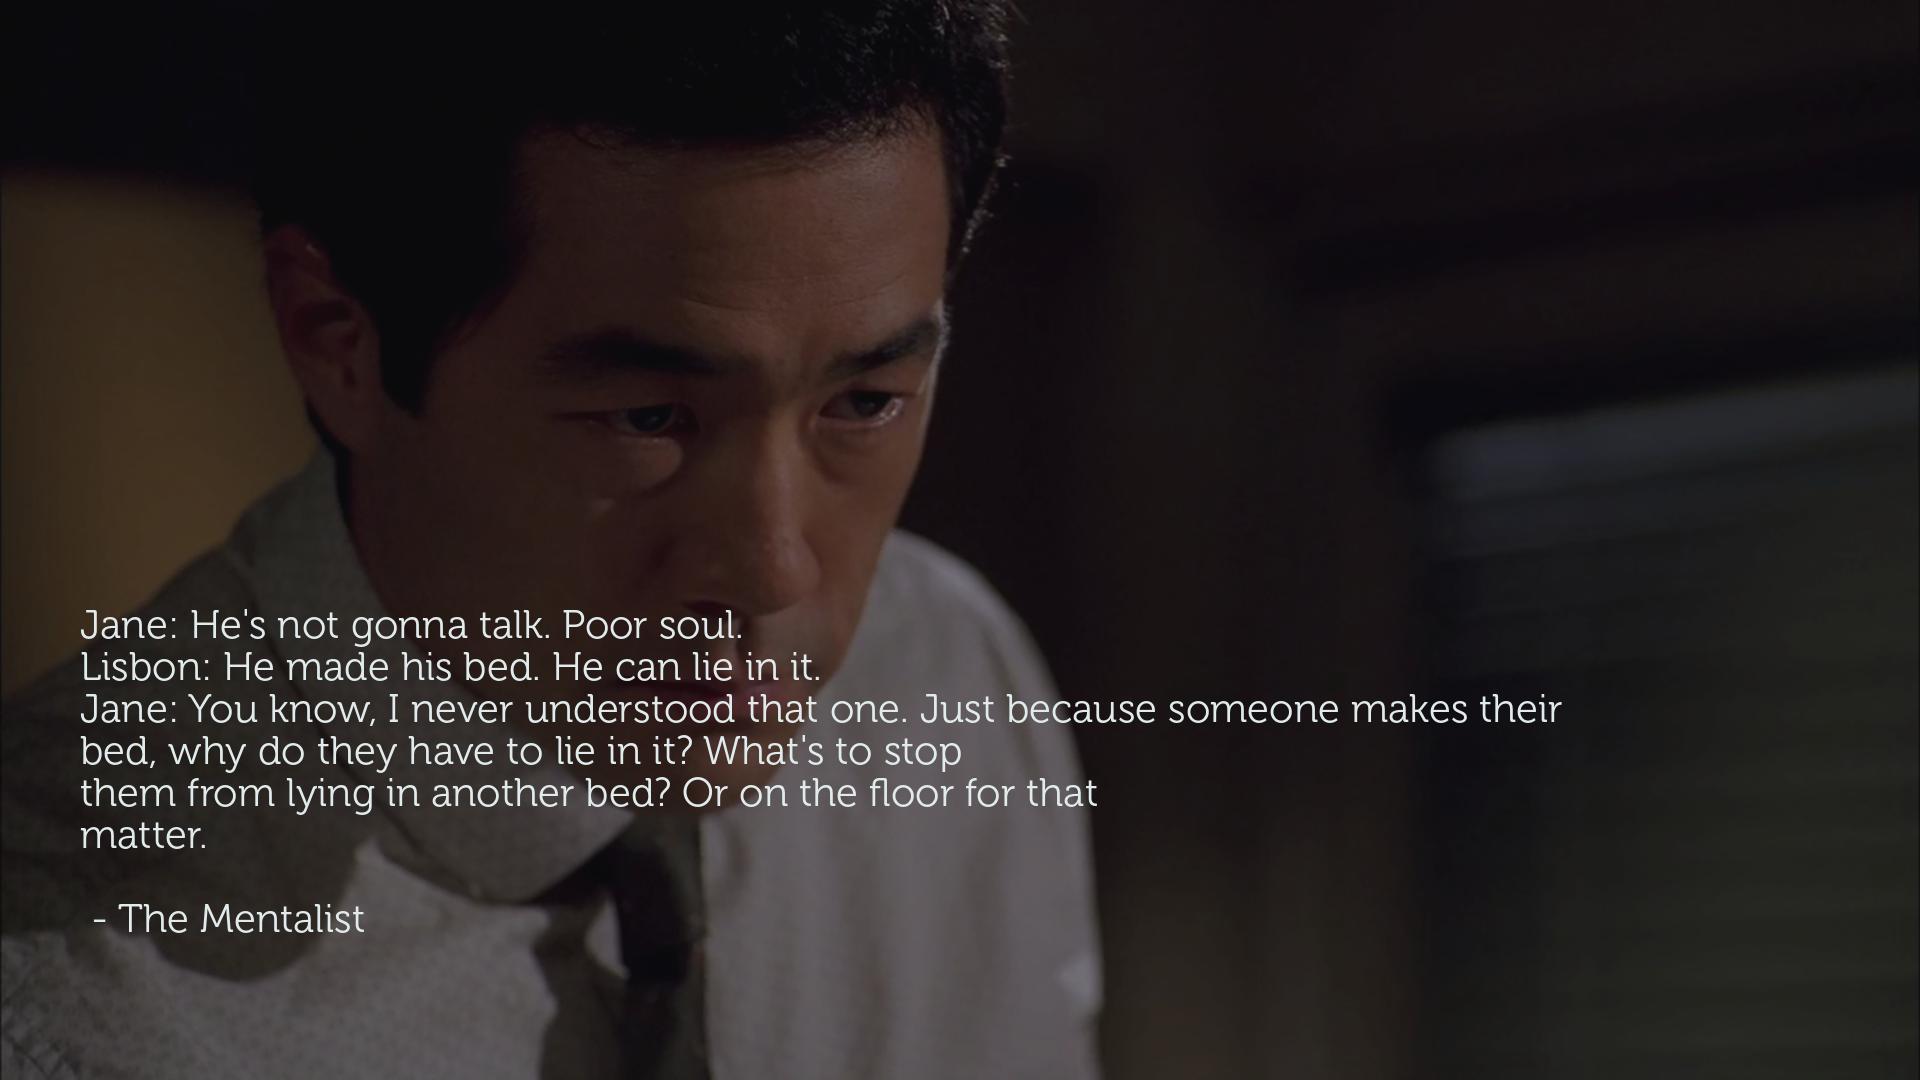 Jane: He's not gonna talk. Poor soul.
Lisbon: He made his bed. He can lie in it.
Jane: You know, I never understood that one. Just because someone makes their
bed, why do they have to lie in it? What's to stop
them from lying in another bed? Or on the floor for that
matter.
- The Mentalist